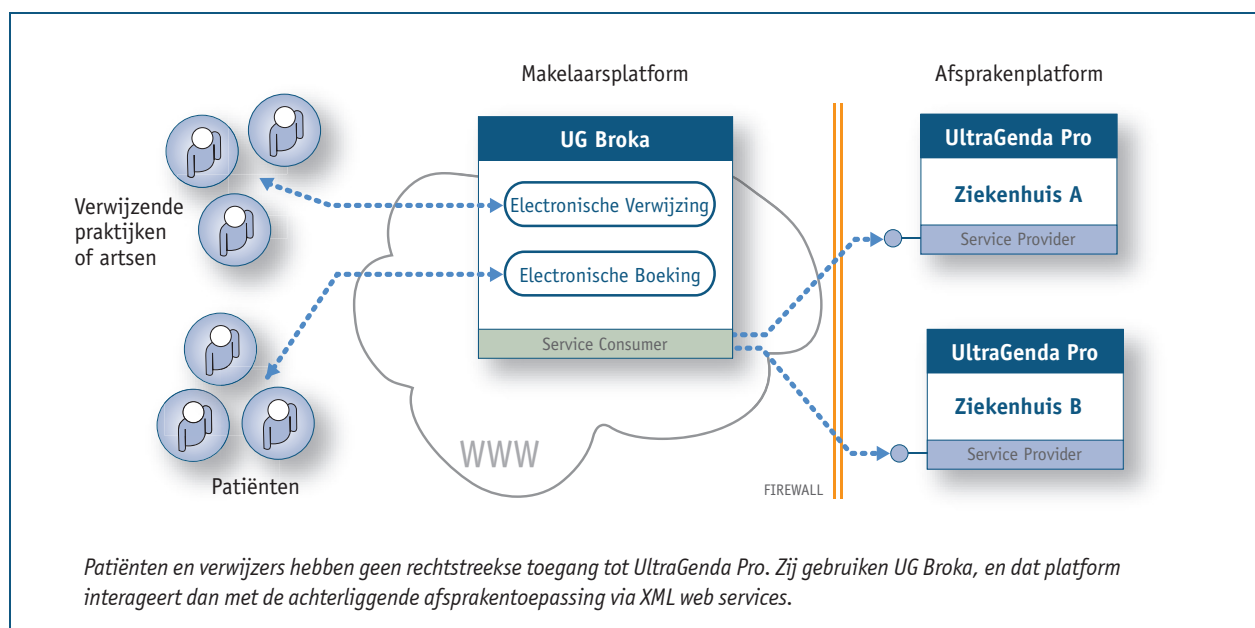 Makelaarsplatform
Afsprakenplatform
UG Broka
Electronische Verwijzing
Electronische Boeking
Service Consumer
UltraGenda Pro
Ziekenhuis A
Service Provider
UltraGenda Pro
Ziekenhuis B
Service Provider
Verwijzende
praktijken
of artsen
Patiënten
WWW
FIREWALL
Patiënten en verwijzers hebben geen rechtstreekse toegang tot UltraGenda Pro. Zij gebruiken UG Broka, en dat platform
interageert dan met de achterliggende afsprakentoepassing via XML web services.